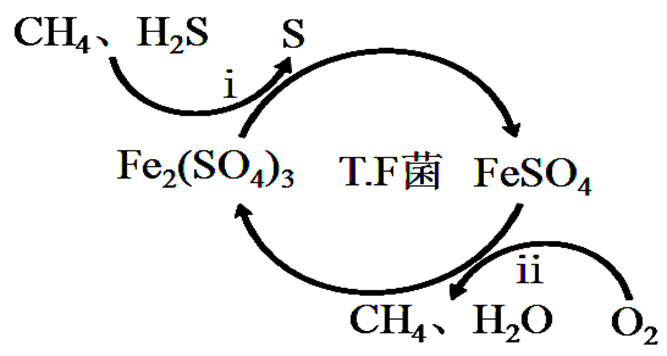 CH₄、H₂S S
i
Fe₂(SO₄)₃ T.F菌 FeSO₄
ii
CH₄、H₂O O₂